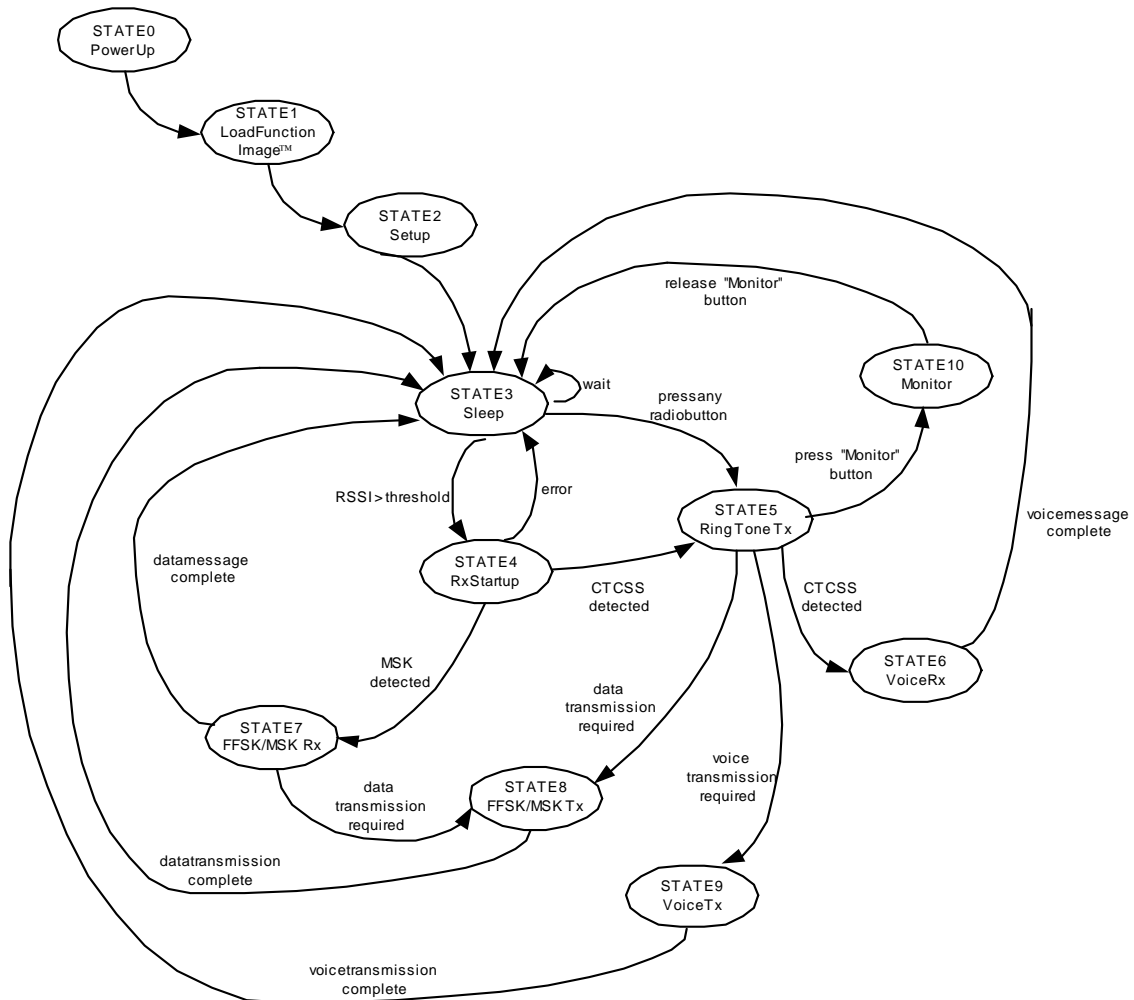 STATE0
PowerUp
STATE1
LoadFunction
Image™
STATE2
Setup
release "Monitor"
button
STATE10
Monitor
STATE3
Sleep
wait
pressany
radiobutton
press "Monitor"
button
RSSI>threshold
error
STATE5
RingToneTx
voicemessage
complete
datamessage
complete
STATE4
RxStartup
CTCSS
detected
CTCSS
detected
STATE6
VoiceRx
MSK
detected
data
transmission
required
STATE7
FFSK/MSK Rx
voice
transmission
required
STATE8
FFSK/MSKTx
data
transmission
required
datatransmission
complete
STATE9
VoiceTx
voicetransmission
complete